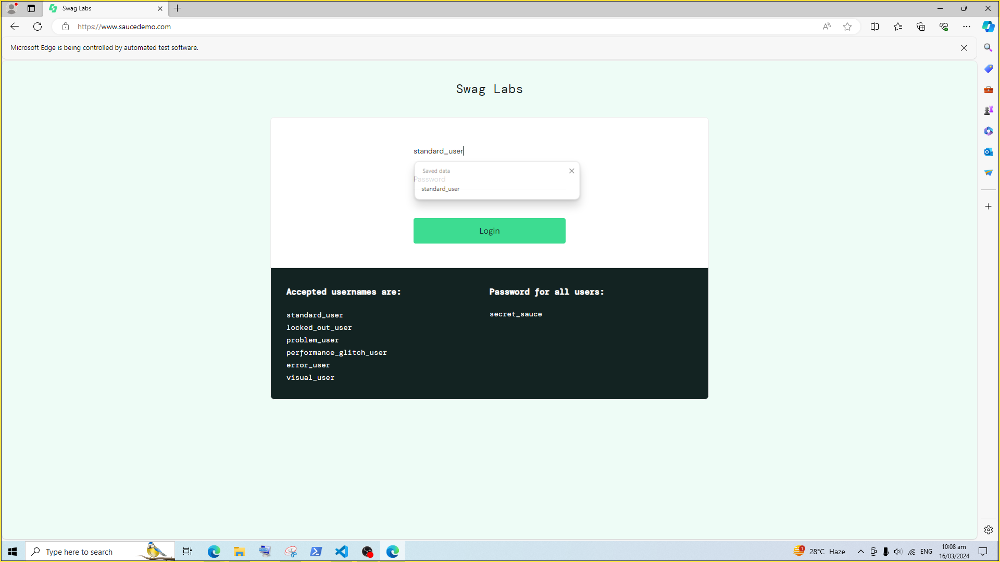 Swag Labs
https://www.saucedemo.com
Microsoft Edge is being controlled by automated test software.
Swag Labs
standard_user
Saved data
Password
standard_user
Login
Accepted usernames are:
standard_user
locked_out_user
problem_user
performance_glitch_user
error_user
visual_user
Password for all users:
secret_sauce
Type here to search
1
28°C Haze
ENG
10:08 am
16/03/2024